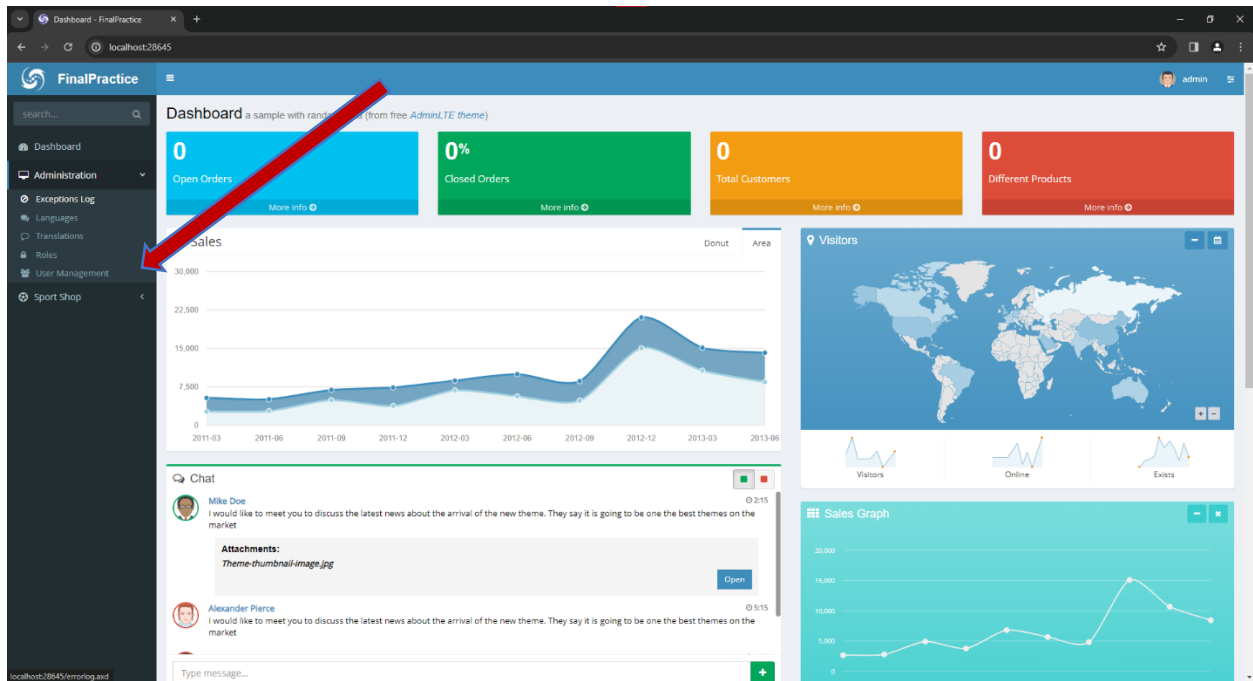 Dashboard - FinalPractice
localhost:28645
FinalPractice
admin
search...
Dashboard
Administration
Exceptions Log
Languages
Translations
Roles
User Management
Sport Shop
Dashboard a sample with (from free AdminLTE theme)
0
Open Orders
More info
0%
Closed Orders
More info
0
Total Customers
More info
0
Different Products
More info
Sales
Donut
Area
30,000
22,500
15,000
7,500
0
2011-03 2011-06 2011-09 2011-12 2012-03 2012-06 2012-09 2012-12 2013-03 2013-06
Visitors
+ -
Visitors
Online
Exists
Chat
Mike Doe
2:15
I would like to meet you to discuss the latest news about the arrival of the new theme. They say it is going to be one the best themes on the
market
Attachments:
Theme-thumbnail-image.jpg
Open
Alexander Pierce
5:15
I would like to meet you to discuss the latest news about the arrival of the new theme. They say it is going to be one the best themes on the
market
Type message...
Sales Graph
20,000
15,000
10,000
5,000
0
localhost:28645/errorlog.axd